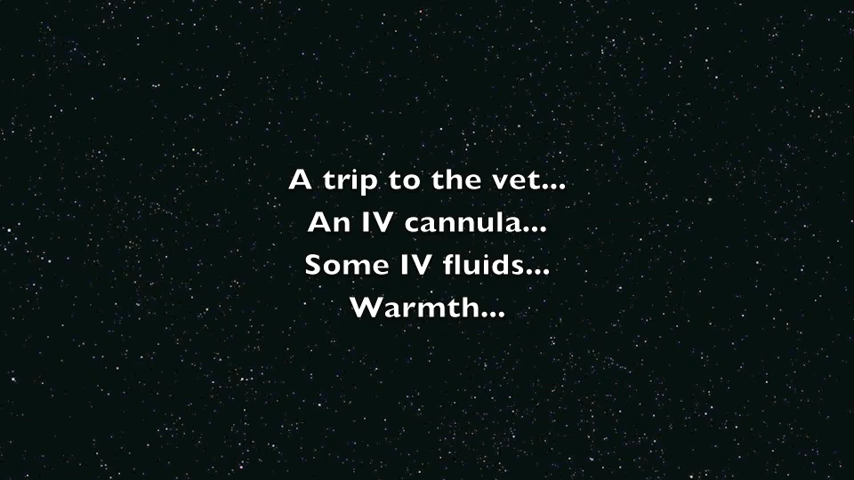 A trip to the vet...
An IV cannula...
Some IV fluids...
Warmth...